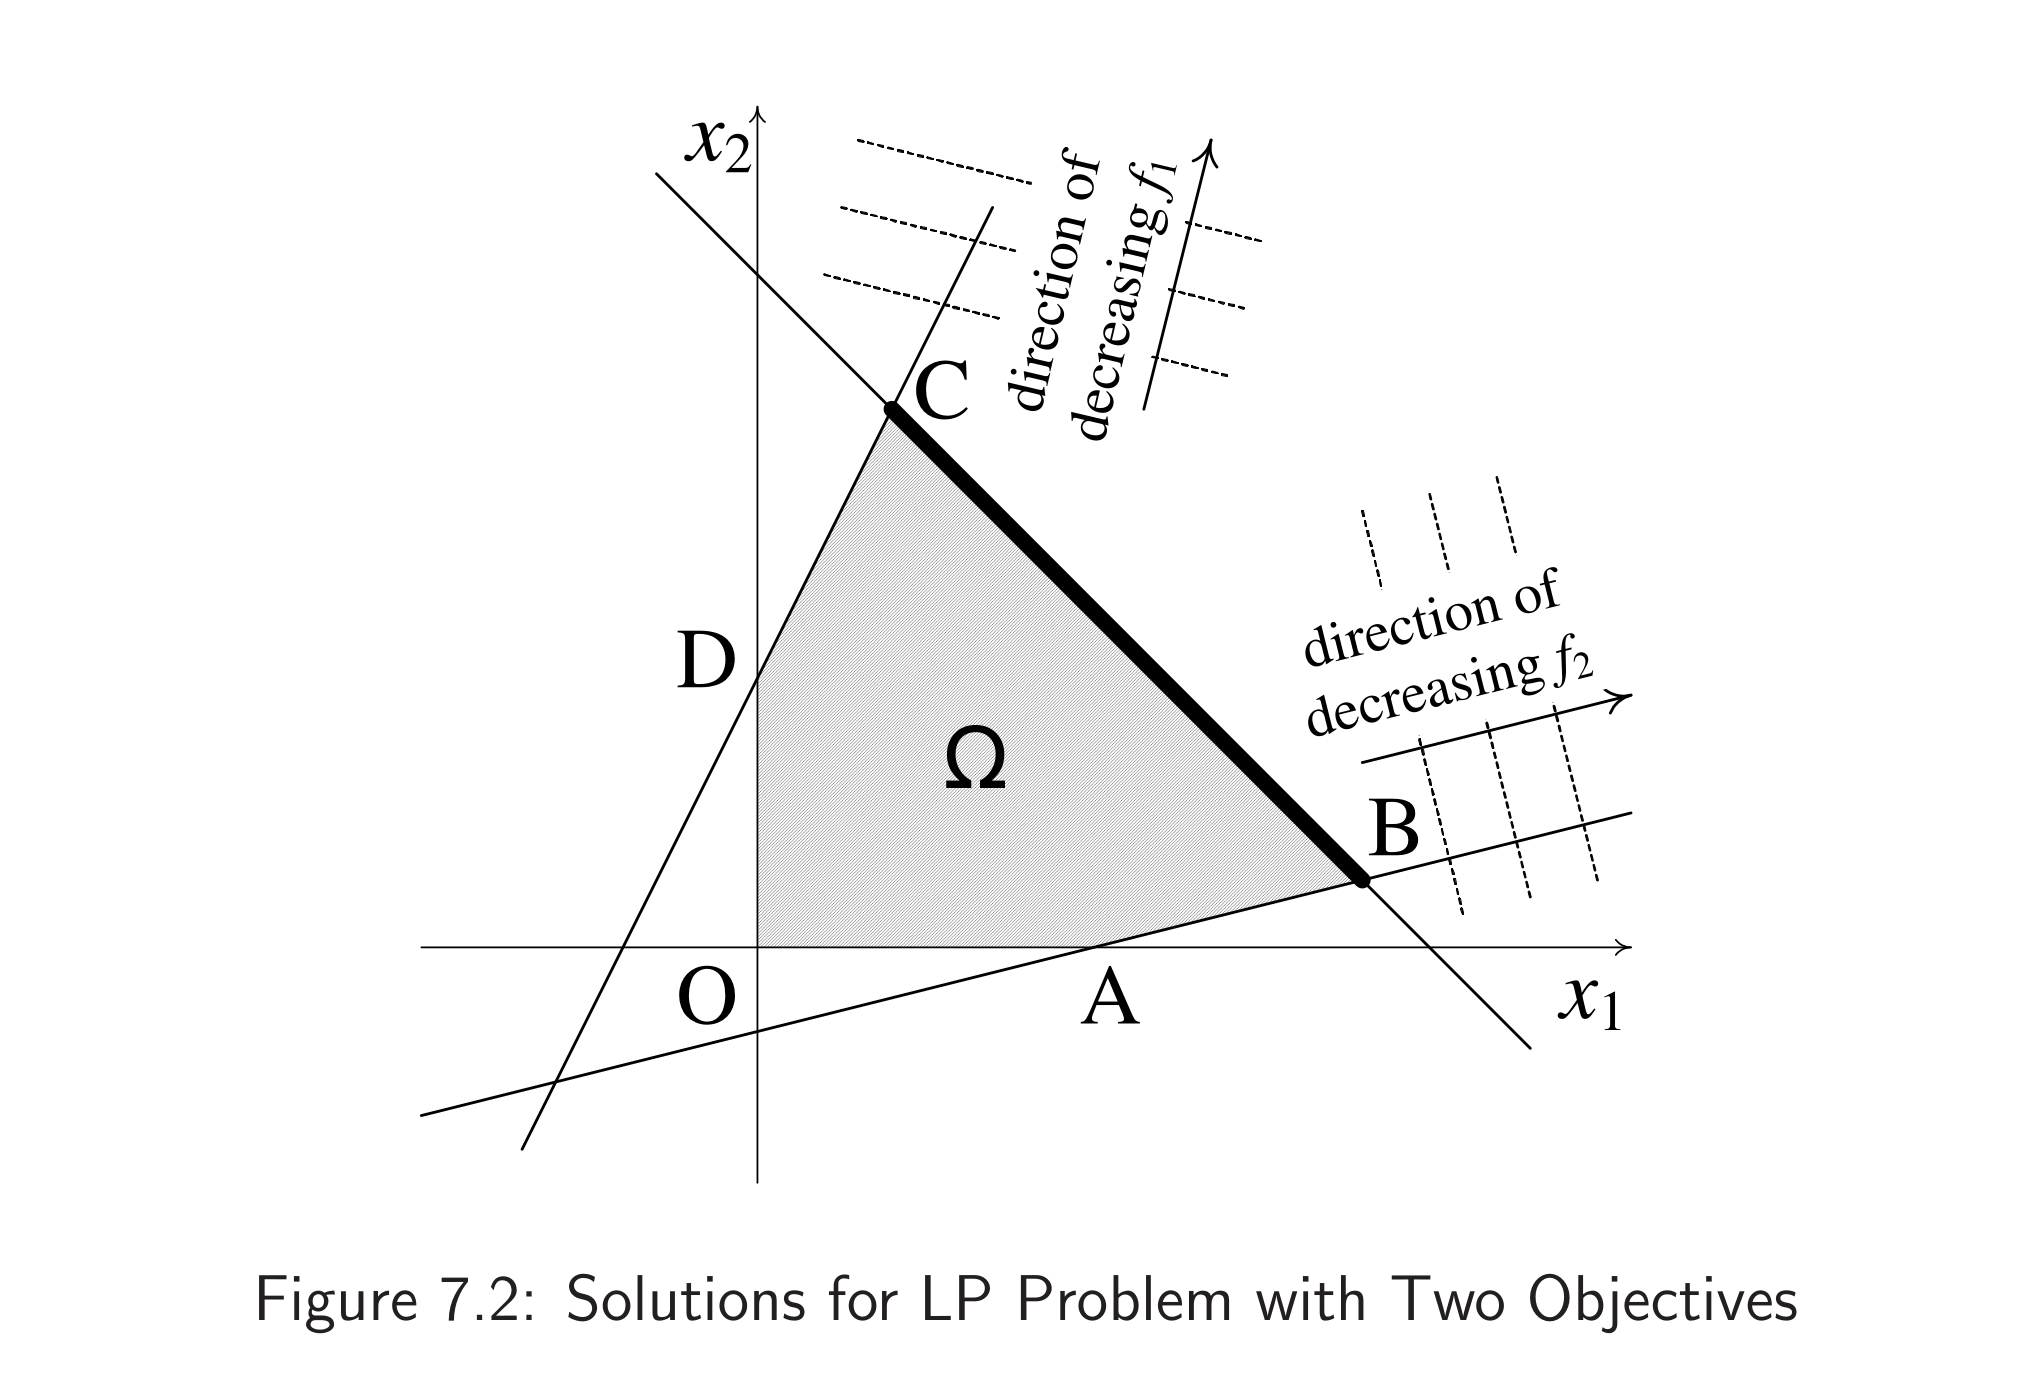 x₂
direction of
decreasing f₁
C
direction of
decreasing f₂
D
Ω
B
O
A
x₁
Figure 7.2: Solutions for LP Problem with Two Objectives